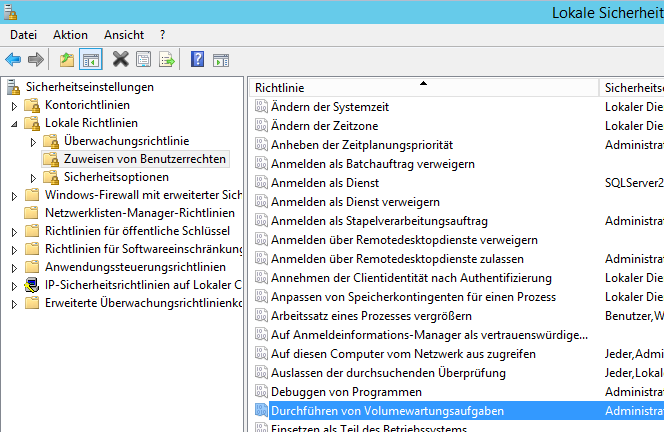 Lokale Sicherheit
Datei Aktion Ansicht ?
Sicherheitseinstellungen
Kontorichtlinien
Lokale Richtlinien
Überwachungsrichtlinie
Zuweisen von Benutzerrechten
Sicherheitsoptionen
Windows-Firewall mit erweiterter Sich
Netzwerklisten-Manager-Richtlinien
Richtlinien für öffentliche Schlüssel
Richtlinien für Softwareeinschränkung
Anwendungssteuerungsrichtlinien
IP-Sicherheitsrichtlinien auf Lokaler C
Erweiterte Überwachungsrichtlinienko
Richtlinie Sicherheits
Ändern der Systemzeit Lokaler Die
Ändern der Zeitzone Lokaler Die
Anheben der Zeitplanungspriorität Administra
Anmelden als Batchauftrag verweigern
Anmelden als Dienst SQLServer2
Anmelden als Dienst verweigern
Anmelden als Stapelverarbeitungsauftrag Administra
Anmelden über Remotedesktopdienste verweigern
Anmelden über Remotedesktopdienste zulassen Administra
Annehmen der Clientidentität nach Authentifizierung Lokaler Die
Anpassen von Speicherkontingenten für einen Prozess Lokaler Die
Arbeitssatz eines Prozesses vergrößern Benutzer,W
Auf Anmeldeinformations-Manager als vertrauenswürdige...
Auf diesen Computer vom Netzwerk aus zugreifen Jeder,Admi
Auslassen der durchsuchenden Überprüfung Jeder,Lokal
Debuggen von Programmen Administra
Durchführen von Volumewartungsaufgaben Administra
Einsetzen als Teil des Betriebssystems